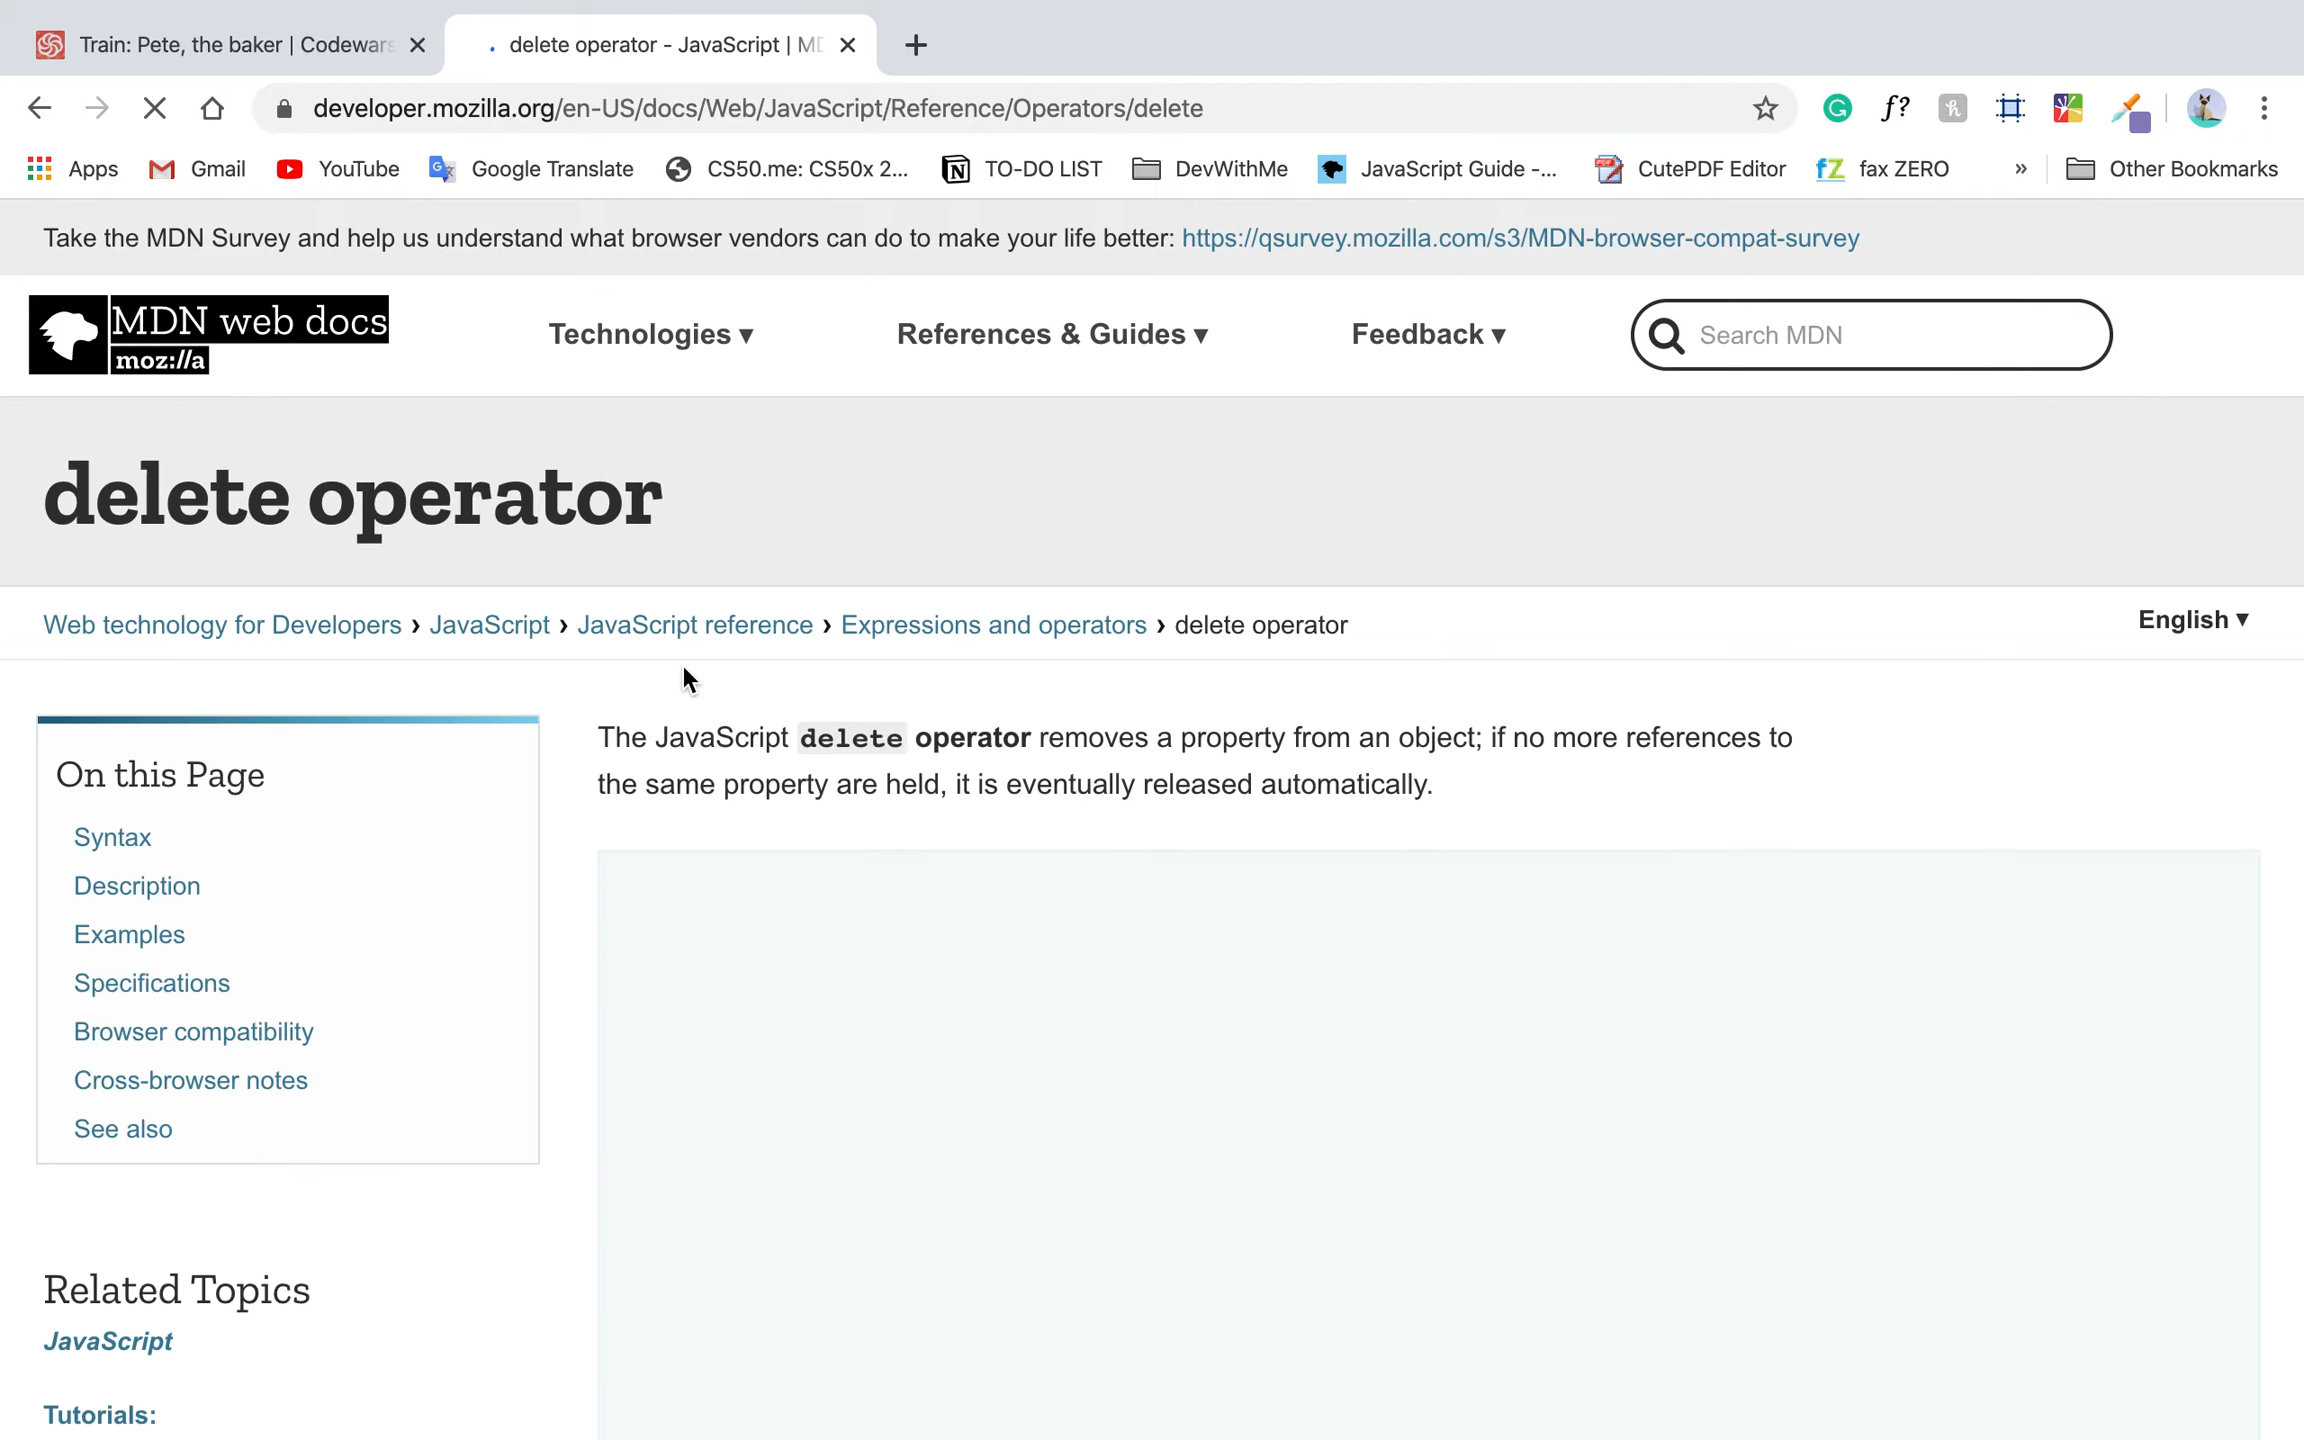 Train: Pete, the baker | Codewars
delete operator - JavaScript | MD
developer.mozilla.org/en-US/docs/Web/JavaScript/Reference/Operators/delete
f?
Apps Gmail YouTube Google Translate CS50.me: CS50x 2... TO-DO LIST DevWithMe JavaScript Guide -... CutePDF Editor fZ fax ZERO » Other Bookmarks
Take the MDN Survey and help us understand what browser vendors can do to make your life better: https://qsurvey.mozilla.com/s3/MDN-browser-compat-survey
MDN web docs
moz://a
Technologies ▾ References & Guides ▾ Feedback ▾ Search MDN
delete operator
Web technology for Developers › JavaScript › JavaScript reference › Expressions and operators › delete operator
English ▾
The JavaScript delete operator removes a property from an object; if no more references to
the same property are held, it is eventually released automatically.
On this Page
Syntax
Description
Examples
Specifications
Browser compatibility
Cross-browser notes
See also
Related Topics
JavaScript
Tutorials: